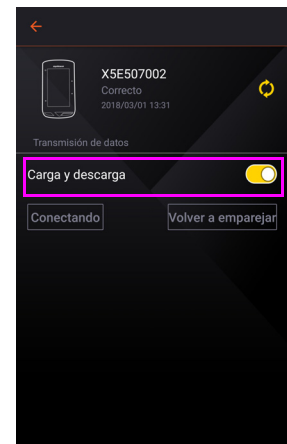 X5E507002
Correcto
2018/03/01 13:31
Transmisión de datos
Carga y descarga
Conectando
Volver a emparejar